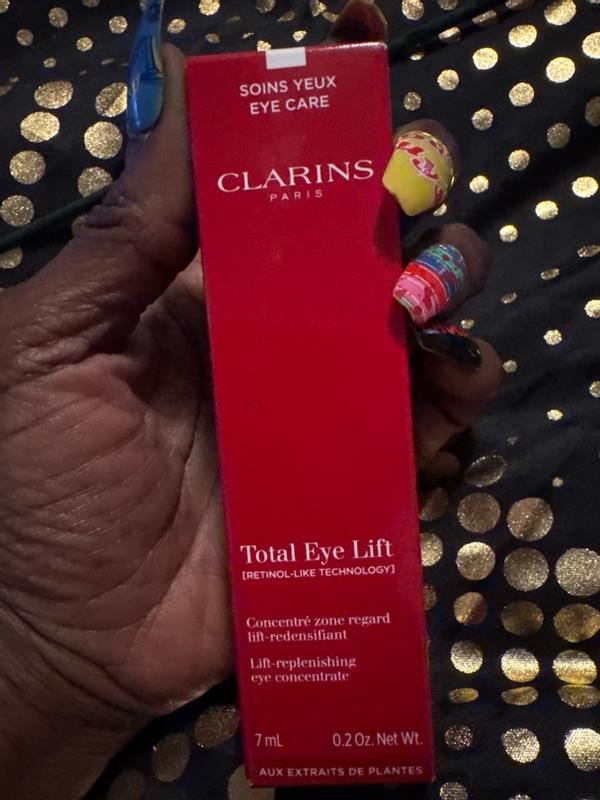 SOINS YEUX
EYE CARE
CLARINS
PARIS
Total Eye Lift
[RETINOL-LIKE TECHNOLOGY]
Concentré zone regard
lift-redensifiant
Lift-replenishing
eye concentrate
7 mL 0.2 Oz. Net Wt.
AUX EXTRAITS DE PLANTES